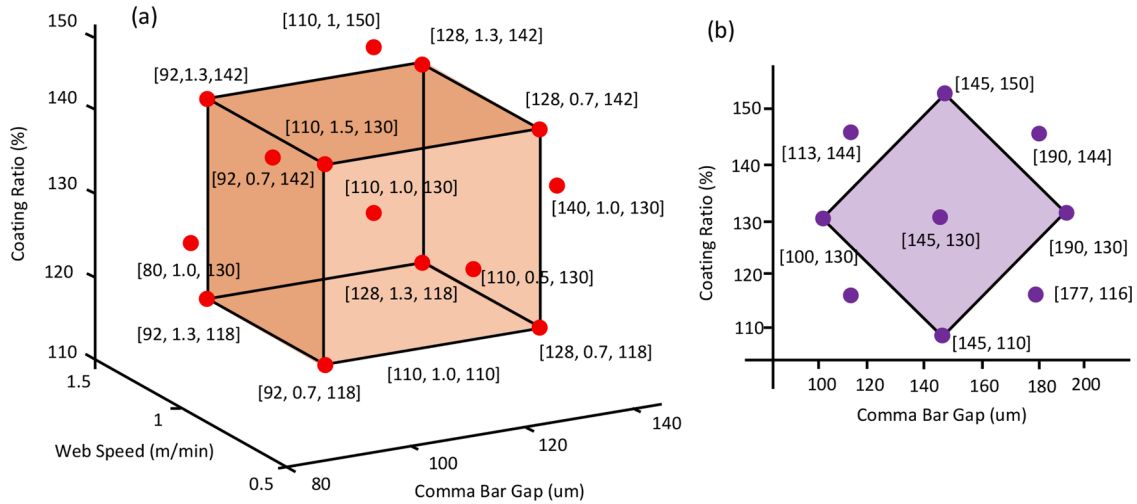 (a)
150
140
130
120
110
1.5
1
0.5
80
100
120
140
Coating Ratio (%)
Web Speed (m/min)
Comma Bar Gap (um)
[110, 1, 150]
[128, 1.3, 142]
[92,1.3,142]
[128, 0.7, 142]
[110, 1.5, 130]
[92, 0.7, 142]
[110, 1.0, 130]
[140, 1.0, 130]
[80, 1.0, 130]
[110, 0.5, 130]
[128, 1.3, 118]
[92, 1.3, 118]
[128, 0.7, 118]
[110, 1.0, 110]
[92, 0.7, 118]
(b)
150
140
130
120
110
100
120
140
160
180
200
Coating Ratio (%)
Comma Bar Gap (um)
[145, 150]
[113, 144]
[190, 144]
[145, 130]
[100, 130]
[190, 130]
[177, 116]
[145, 110]